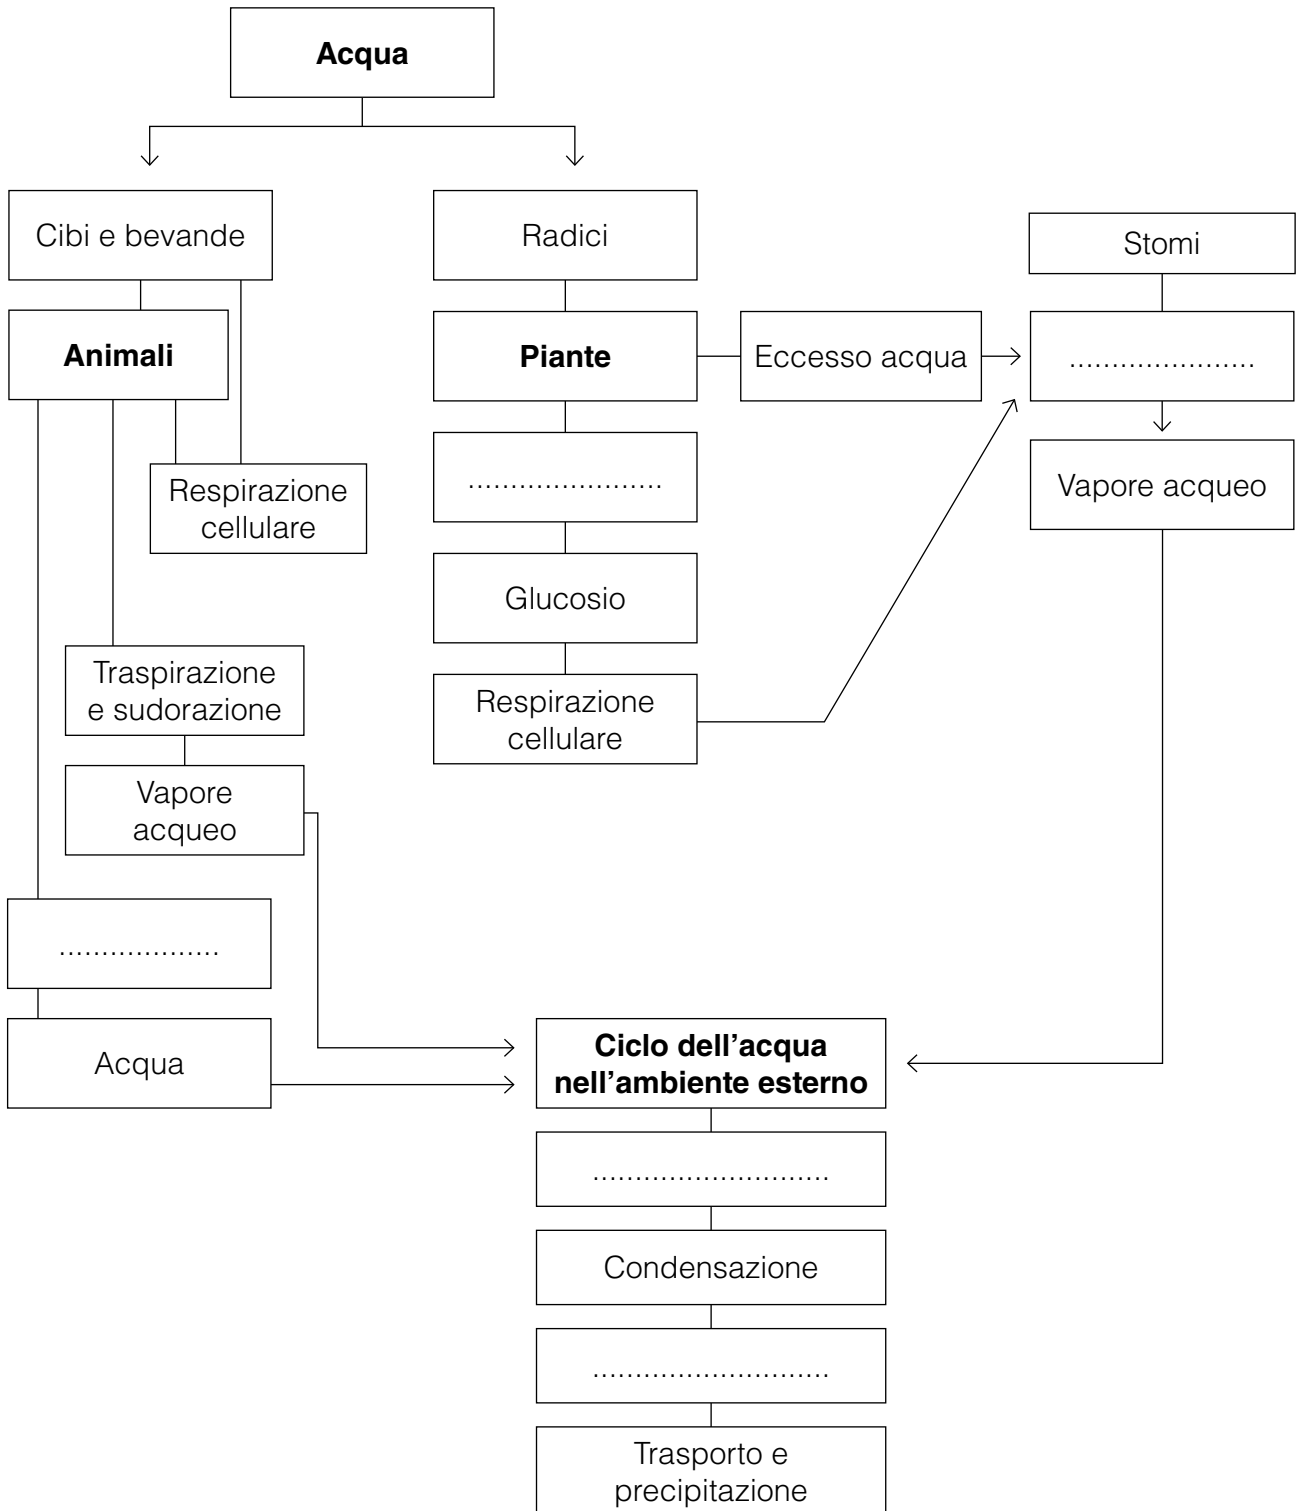 Acqua
Cibi e bevande
Radici
Stomi
Animali
Piante
Eccesso acqua
......................
Respirazione
cellulare
.......................
Vapore acqueo
Glucosio
Traspirazione
e sudorazione
Respirazione
cellulare
Vapore
acqueo
...................
Acqua
Ciclo dell'acqua
nell'ambiente esterno
............................
Condensazione
............................
Trasporto e
precipitazione